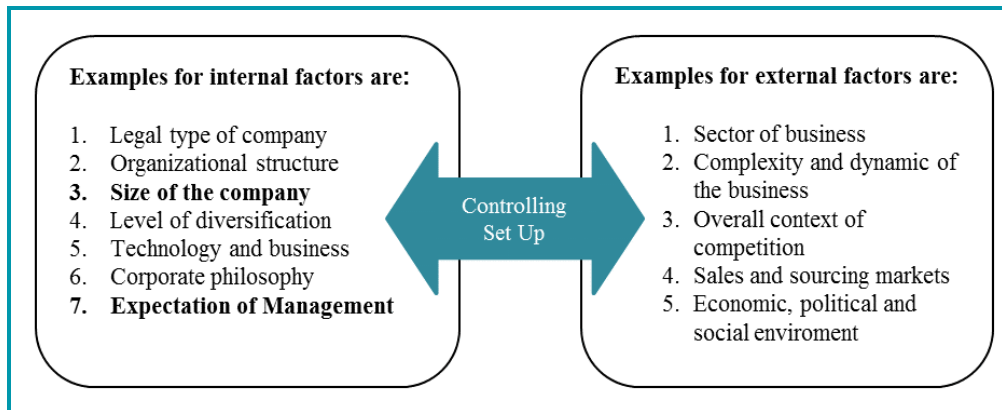 Examples for internal factors are:
1. Legal type of company
2. Organizational structure
3. Size of the company
4. Level of diversification
5. Technology and business
6. Corporate philosophy
7. Expectation of Management
Controlling
Set Up
Examples for external factors are:
1. Sector of business
2. Complexity and dynamic of
the business
3. Overall context of
competition
4. Sales and sourcing markets
5. Economic, political and
social enviroment